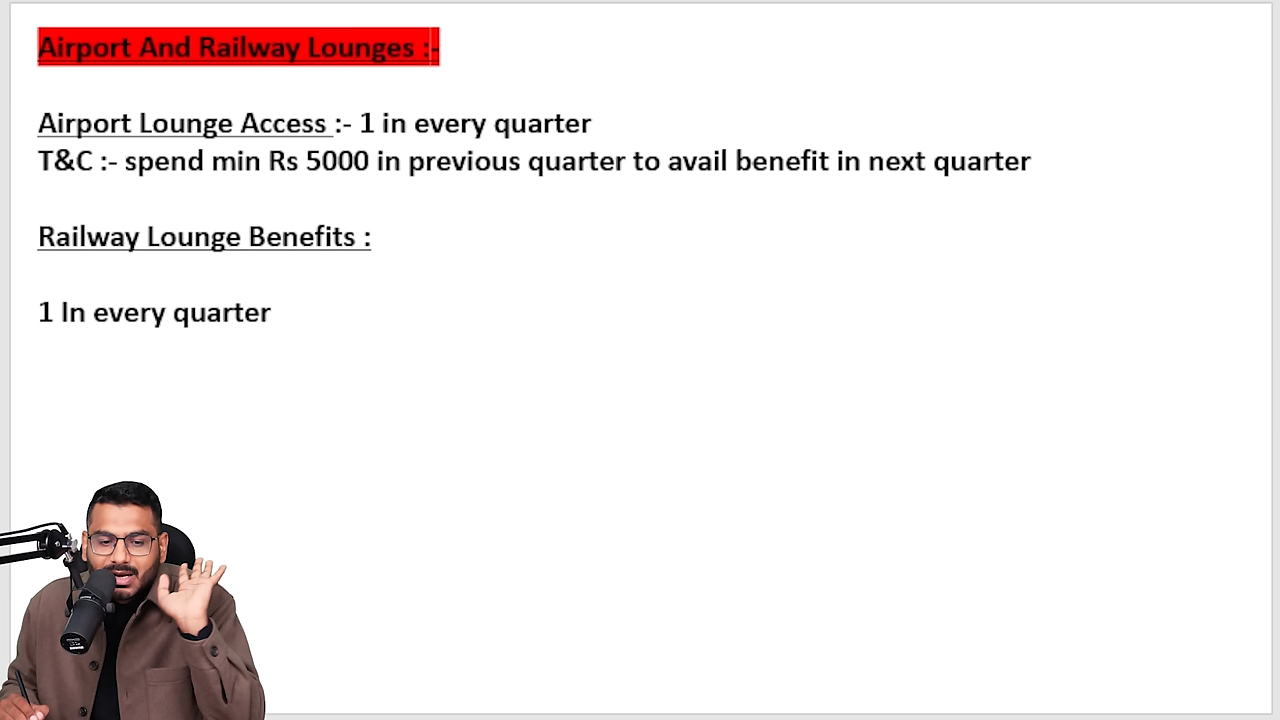 Airport And Railway Lounges :-
Airport Lounge Access :- 1 in every quarter
T&C :- spend min Rs 5000 in previous quarter to avail benefit in next quarter
Railway Lounge Benefits :
1 In every quarter